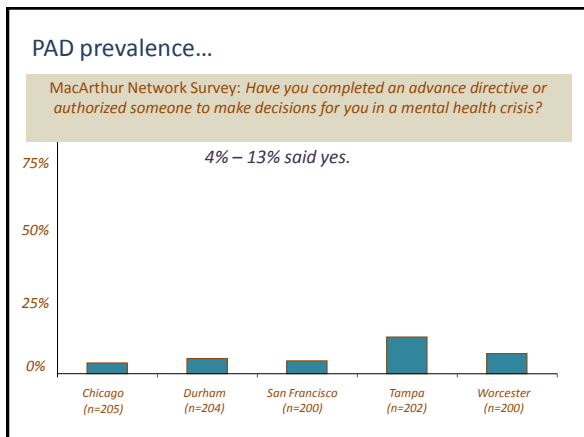 PAD prevalence…
MacArthur Network Survey: Have you completed an advance directive or
authorized someone to make decisions for you in a mental health crisis?
4% – 13% said yes.
75%
50%
25%
0%
Chicago
(n=205)
Durham
(n=204)
San Francisco
(n=200)
Tampa
(n=202)
Worcester
(n=200)